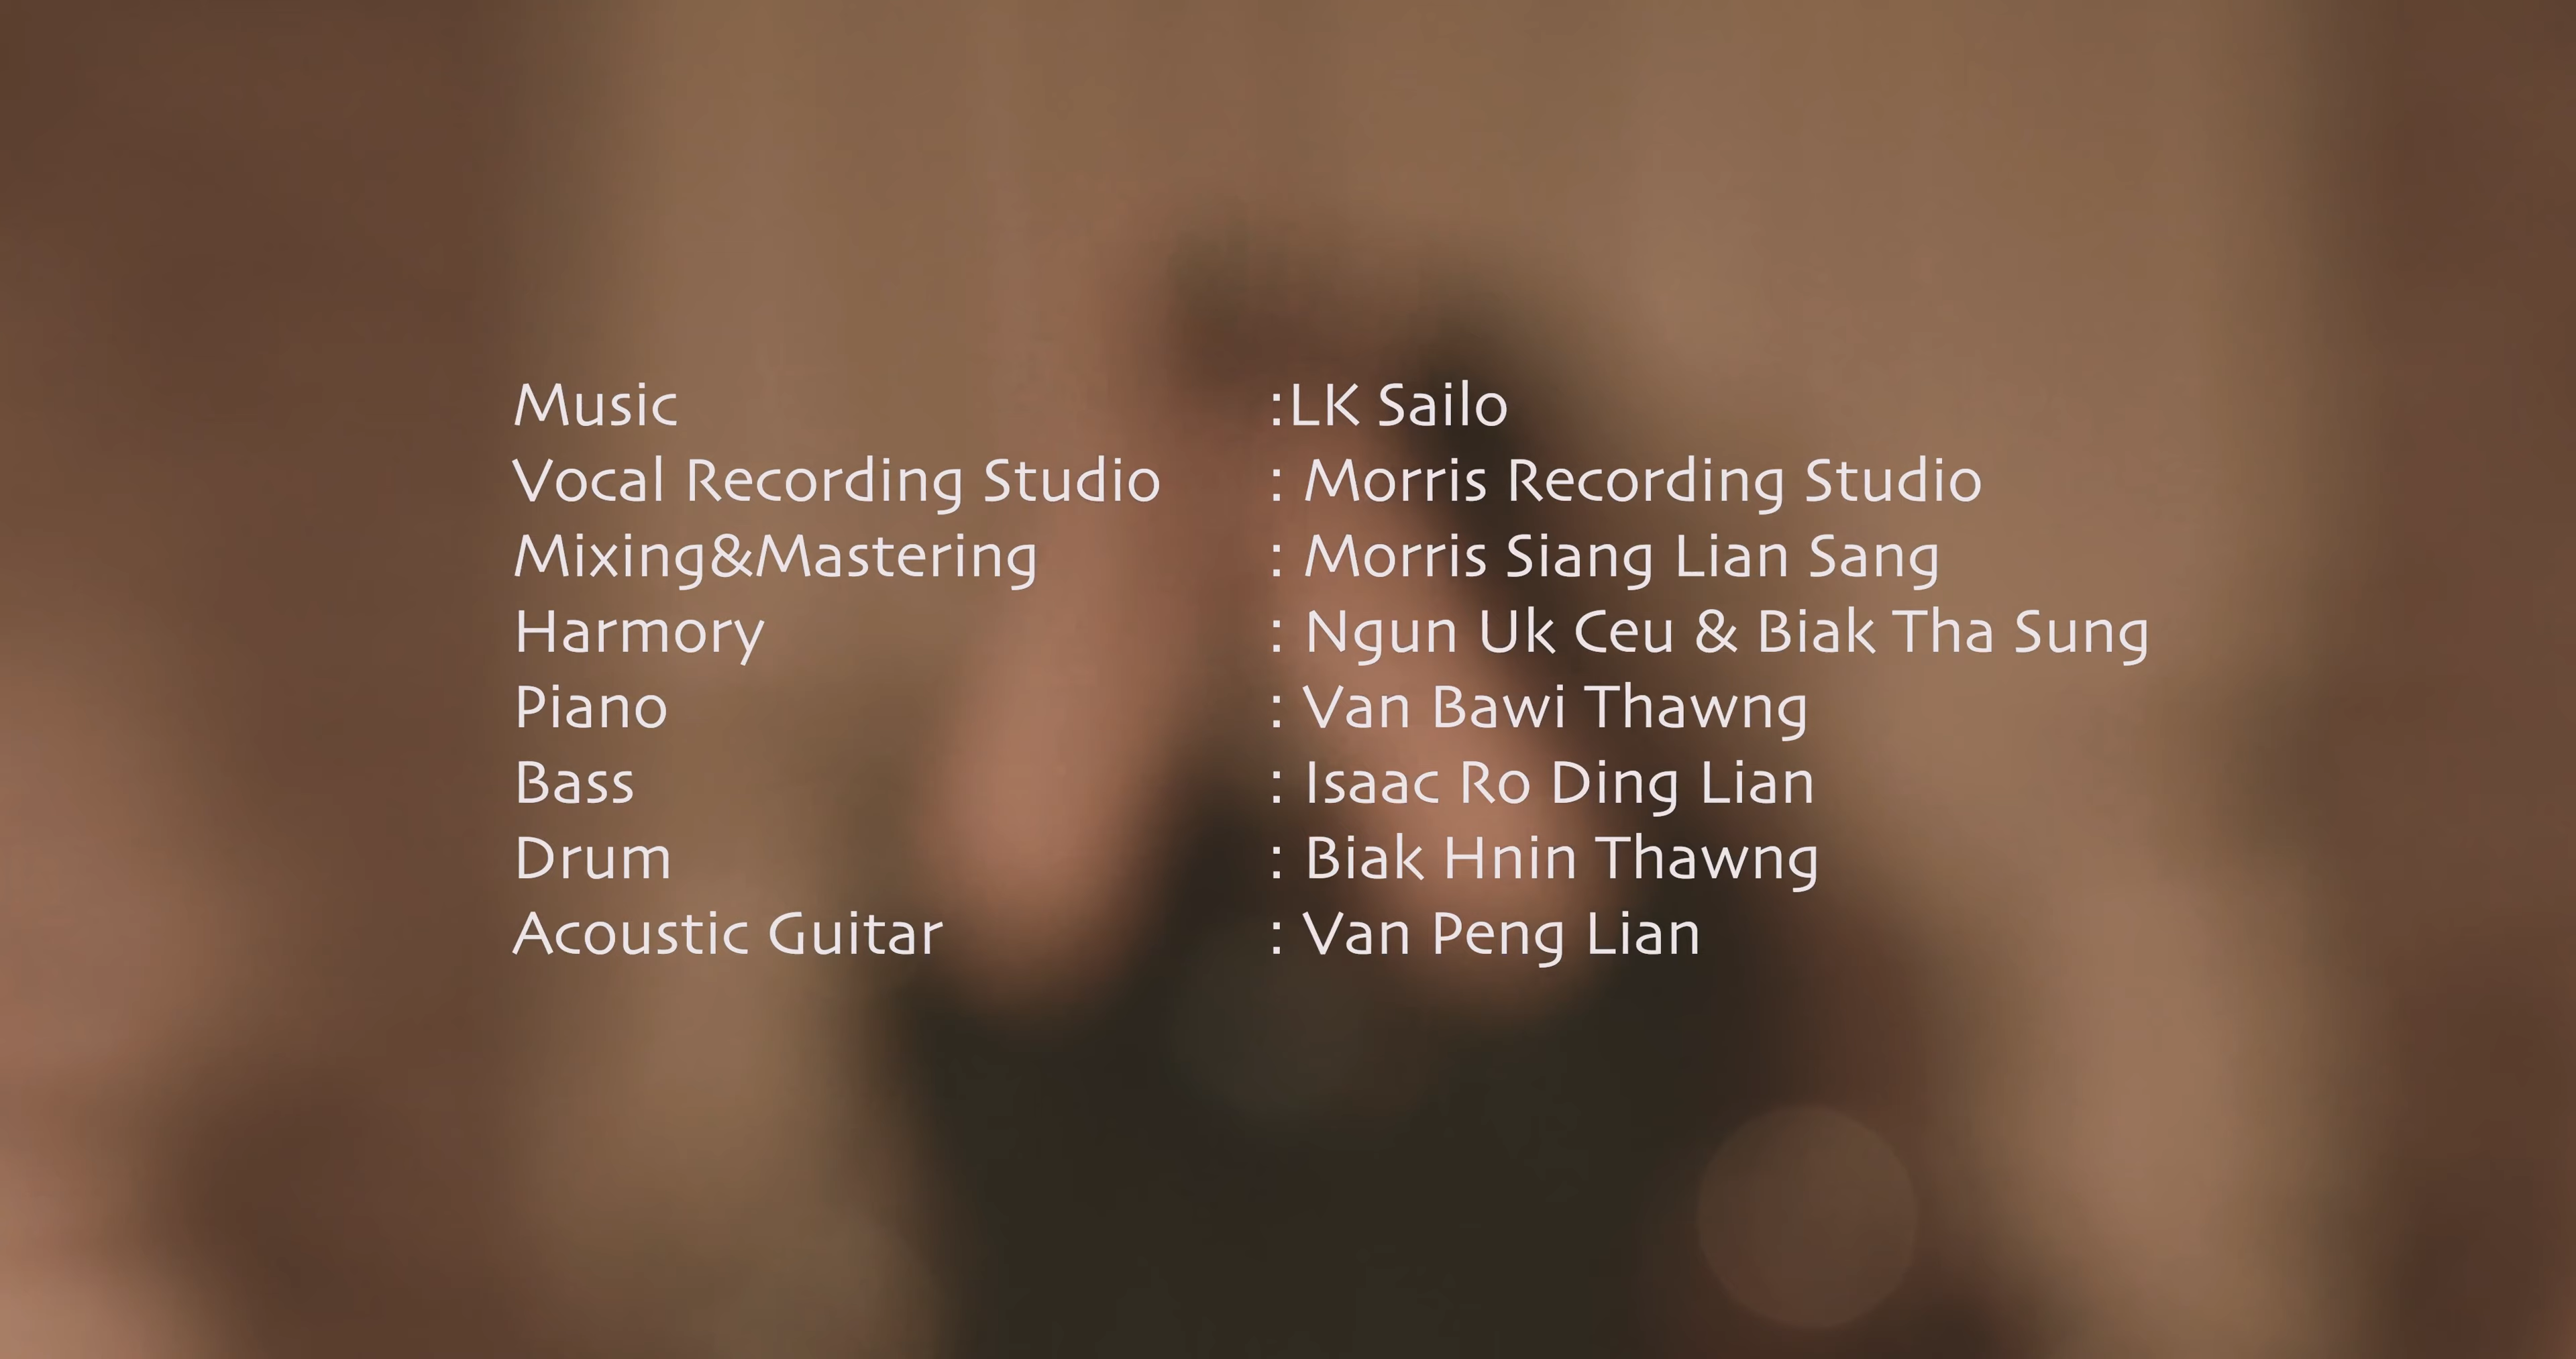 Music :LK Sailo
Vocal Recording Studio : Morris Recording Studio
Mixing&Mastering : Morris Siang Lian Sang
Harmory : Ngun Uk Ceu & Biak Tha Sung
Piano : Van Bawi Thawng
Bass : Isaac Ro Ding Lian
Drum : Biak Hnin Thawng
Acoustic Guitar : Van Peng Lian